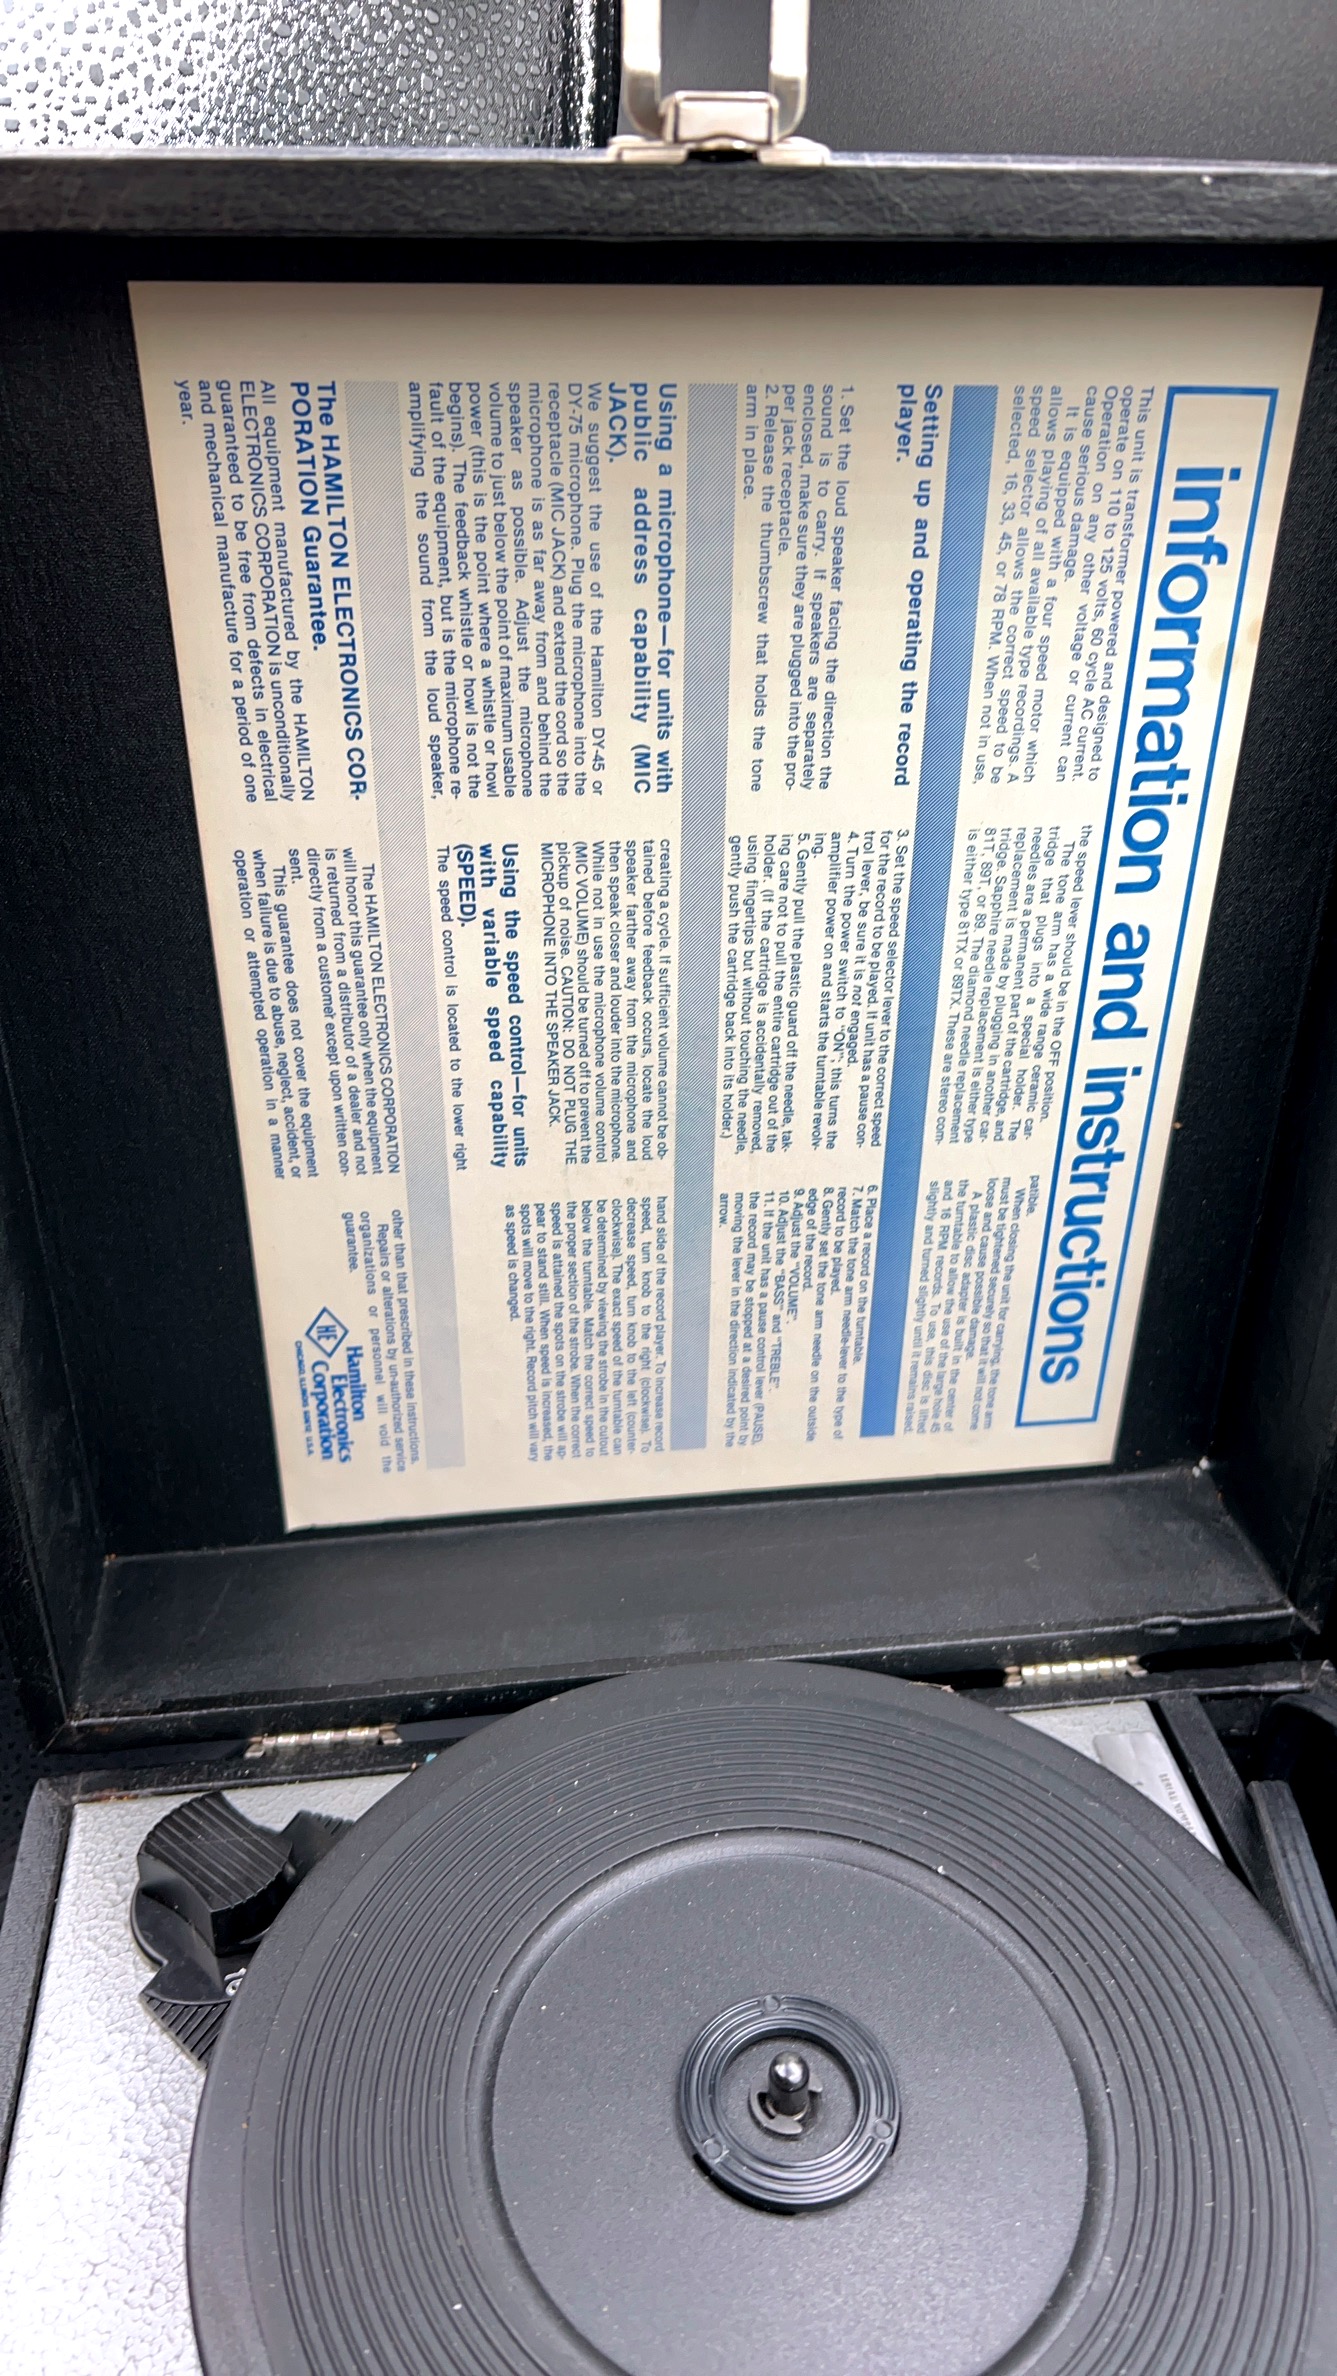 information and instructions
This unit is transformer powered and designed to
operate on 110 to 125 volts, 60 cycle AC current.
Operation on any other voltage or current can
cause serious damage.
It is equipped with a four speed motor which
allows playing of all available type recordings. A
speed selector allows the correct speed to be
selected, 16, 33, 45, or 78 RPM. When not in use,
the speed lever should be in the OFF position.
The tone arm has a wide range ceramic car-
tridge that plugs into a special holder. The
needles are a permanent part of the cartridge, and
replacement is made by plugging in another car-
tridge. Sapphire needle replacement is either type
81T, 89T, or 89. The diamond needle replacement
is either type 81TX or 89TX. These are stereo com-
patible.
When closing the unit for carrying, the tone arm
must be tightened securely so that it will not come
loose and cause possible damage.
A plastic disc adapter is built in the center of
the turntable to allow the use of the large hole 45
and 16 RPM records. To use, this disc is lifted
slightly and turned slightly until it remains raised.
Setting up and operating the record
player.
1. Set the loud speaker facing the direction the
sound is to carry. If speakers are separately
enclosed, make sure they are plugged into the pro-
per jack receptacle.
2. Release the thumbscrew that holds the tone
arm in place.
3. Set the speed selector lever to the correct speed
for the record to be played. If unit has a pause con-
trol lever, be sure it is not engaged.
4. Turn the power switch to "ON"; this turns the
amplifier power on and starts the turntable revolv-
ing.
5. Gently pull the plastic guard off the needle, tak-
ing care not to pull the entire cartridge out of the
holder. (If the cartridge is accidentally removed,
using fingertips but without touching the needle,
gently push the cartridge back into its holder.)
6. Place a record on the turntable.
7. Match the tone arm needle-lever to the type of
record to be played.
8. Gently set the tone arm needle on the outside
edge of the record.
9. Adjust the "VOLUME".
10. Adjust the "BASS" and "TREBLE".
11. If the unit has a pause control lever (PAUSE),
the record may be stopped at a desired point by
moving the lever in the direction indicated by the
arrow.
Using a microphone—for units with
public address capability (MIC
JACK).
We suggest the use of the Hamilton DY-45 or
DY-75 microphone. Plug the microphone into the
receptacle (MIC JACK) and extend the cord so the
microphone is as far away from and behind the
speaker as possible. Adjust the microphone
volume to just below the point of maximum usable
power (this is the point where a whistle or howl
begins). The feedback whistle or howl is not the
fault of the equipment, but is the microphone re-
amplifying the sound from the loud speaker,
creating a cycle. If sufficient volume cannot be ob-
tained before feedback occurs, locate the loud
speaker farther away from the microphone and
then speak closer and louder into the microphone.
While not in use the microphone volume control
(MIC VOLUME) should be turned off to prevent the
pickup of noise. CAUTION: DO NOT PLUG THE
MICROPHONE INTO THE SPEAKER JACK.
Using the speed control—for units
with variable speed capability
(SPEED).
The speed control is located to the lower right
hand side of the record player. To increase record
speed, turn knob to the right (clockwise). To
decrease speed, turn knob to the left (counter-
clockwise). The exact speed of the turntable can
be determined by viewing the strobe in the cutout
below the turntable. Match the correct speed to
the proper section of the strobe. When the correct
speed is attained the spots on the strobe will ap-
pear to stand still. When speed is increased, the
spots will move to the right. Record pitch will vary
as speed is changed.
The HAMILTON ELECTRONICS COR-
PORATION Guarantee.
All equipment manufactured by the HAMILTON
ELECTRONICS CORPORATION is unconditionally
guaranteed to be free from defects in electrical
and mechanical manufacture for a period of one
year.
The HAMILTON ELECTRONICS CORPORATION
will honor this guarantee only when the equipment
is returned from a distributor of a dealer and not
directly from a customer except upon written con-
sent.
This guarantee does not cover the equipment
when failure is due to abuse, neglect, accident, or
operation or attempted operation in a manner
other than that prescribed in these instructions.
Repairs or alterations by un-authorized service
organizations or personnel will void the
guarantee.
HE
Hamilton
Electronics
Corporation